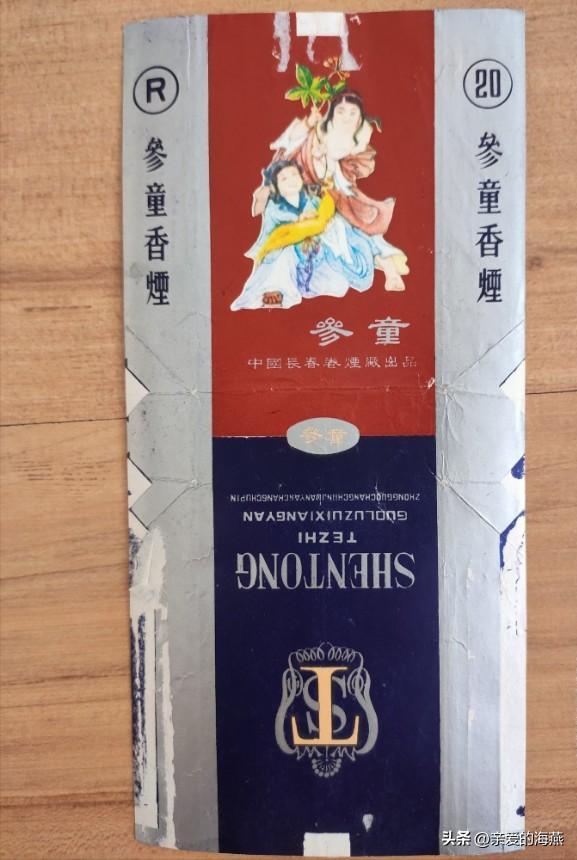 R
參童香煙
20
參童香煙
參童
中國長春卷煙廠出品
參童
ST
SHENTONG
TEZHI
GUOLUZUIXIANGYAN
ZHONGGUOCHANGCHUNJUANYANCHANGCHUPIN
头条 @亲爱的海燕